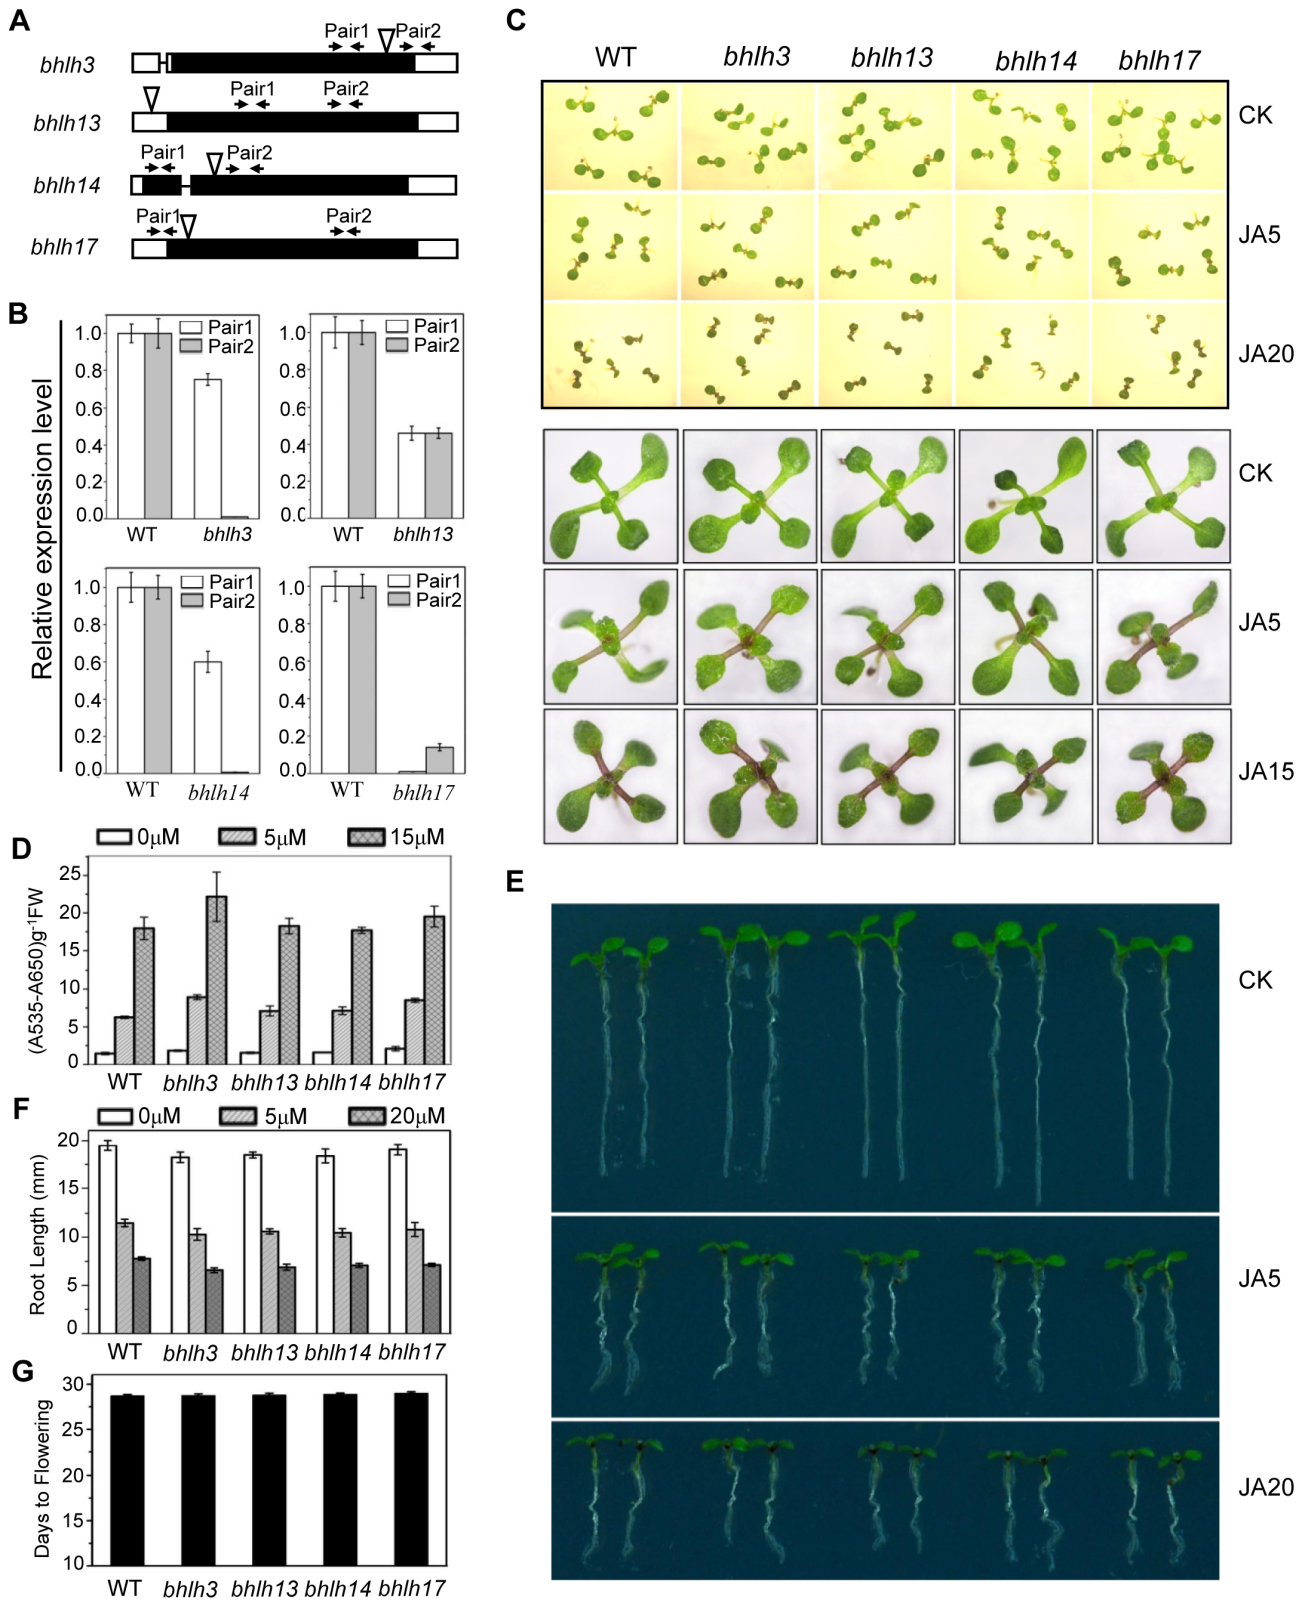 A
bhlh3
Pair1
Pair2
bhlh13
Pair1
Pair2
bhlh14
Pair1
Pair2
bhlh17
Pair1
Pair2
B
Relative expression level
1.0
0.8
0.6
0.4
0.2
0.0
Pair1
Pair2
WT
bhlh3
1.0
0.8
0.6
0.4
0.2
0.0
Pair1
Pair2
WT
bhlh13
1.0
0.8
0.6
0.4
0.2
0.0
Pair1
Pair2
WT
bhlh14
1.0
0.8
0.6
0.4
0.2
0.0
Pair1
Pair2
WT
bhlh17
C
WT bhlh3 bhlh13 bhlh14 bhlh17
CK
JA5
JA20
CK
JA5
JA15
D
0μM 5μM 15μM
(A535-A650)g⁻¹FW
25
20
15
10
5
0
WT bhlh3 bhlh13 bhlh14 bhlh17
E
CK
JA5
JA20
F
0μM 5μM 20μM
Root Length (mm)
20
15
10
5
0
WT bhlh3 bhlh13 bhlh14 bhlh17
G
Days to Flowering
30
25
20
15
10
WT bhlh3 bhlh13 bhlh14 bhlh17